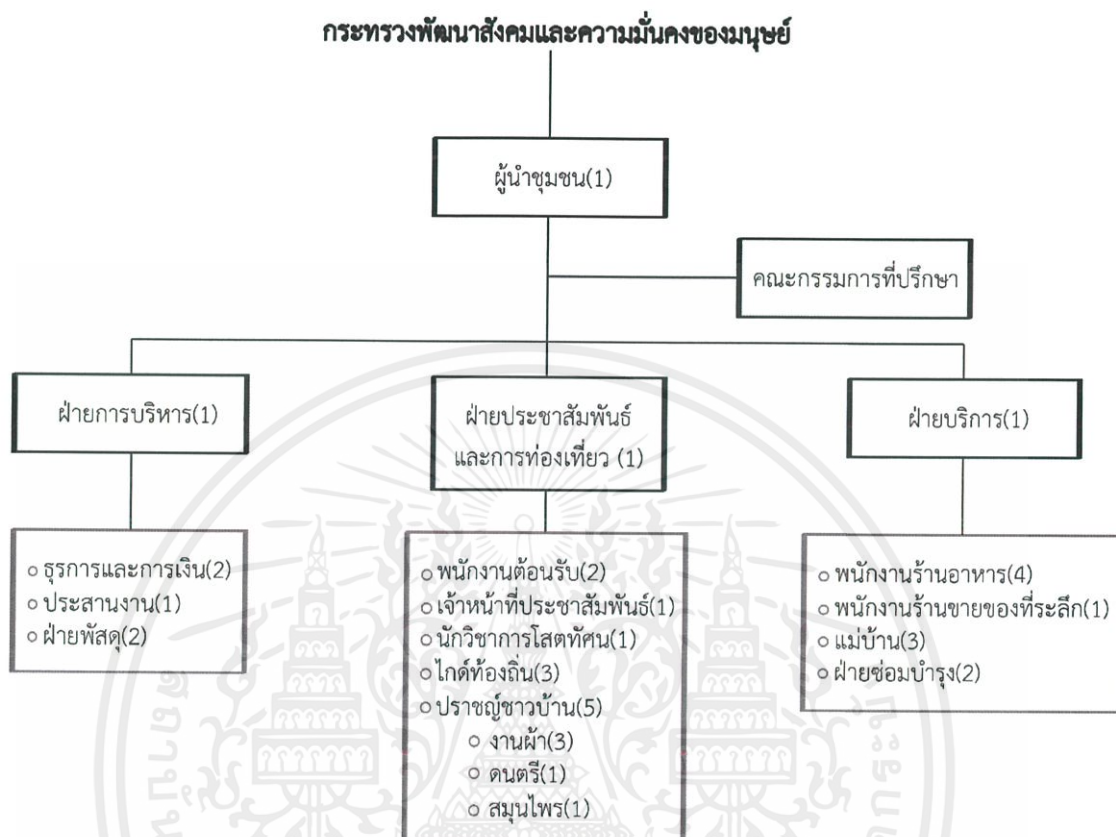 กระทรวงพัฒนาสังคมและความมั่นคงของมนุษย์
ผู้นำชุมชน(1)
คณะกรรมการที่ปรึกษา
ฝ่ายการบริหาร(1)
ฝ่ายประชาสัมพันธ์
และการท่องเที่ยว (1)
ฝ่ายบริการ(1)
ธุรการและการเงิน(2)
ประสานงาน(1)
ฝ่ายพัสดุ(2)
พนักงานต้อนรับ(2)
เจ้าหน้าที่ประชาสัมพันธ์(1)
นักวิชาการโสตทัศน(1)
ไกด์ท้องถิ่น(3)
ปราชญ์ชาวบ้าน(5)
งานผ้า(3)
ดนตรี(1)
สมุนไพร(1)
พนักงานร้านอาหาร(4)
พนักงานร้านขายของที่ระลึก(1)
แม่บ้าน(3)
ฝ่ายซ่อมบำรุง(2)